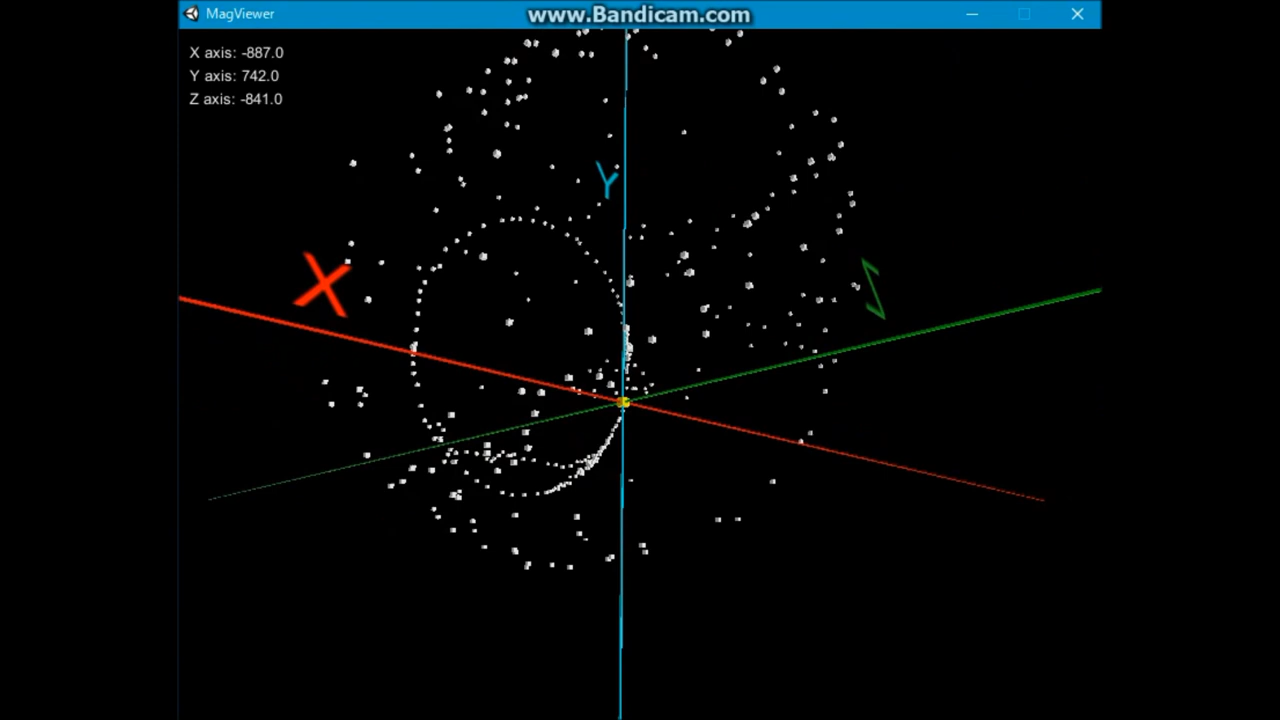 MagViewer
www.Bandicam.com
X axis: -887.0
Y axis: 742.0
Z axis: -841.0
Y
X
Z